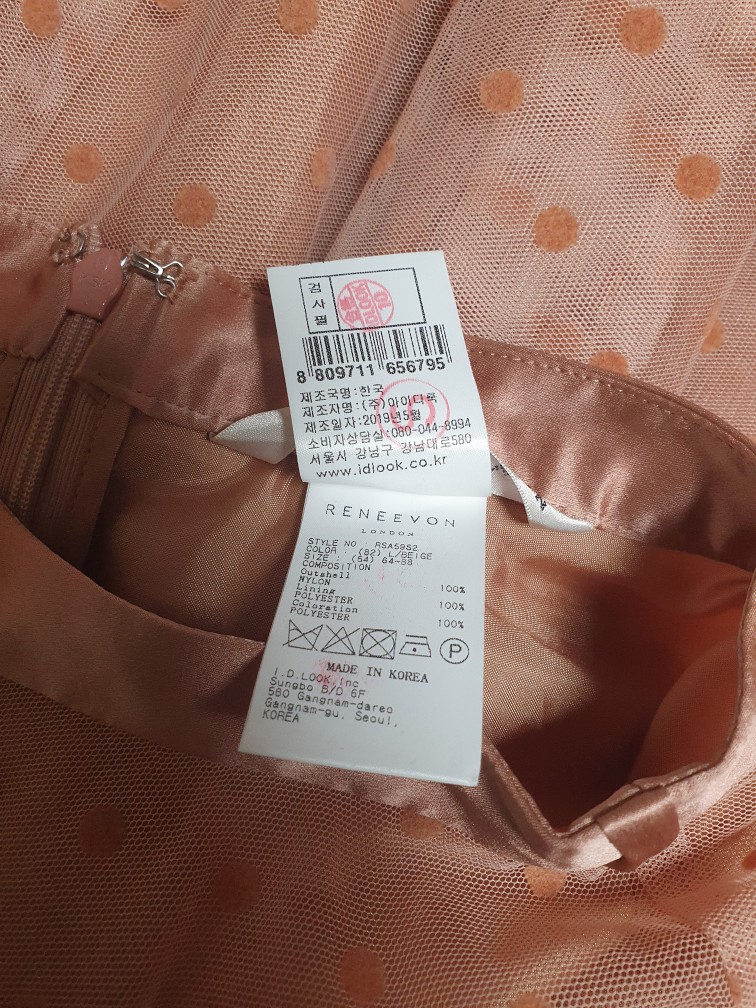 검사필
8 809711 656795
제조국명:한국
제조자명:(주)아이디룩
제조일자:2019년5월
소비자상담실:080-044-8994
서울시 강남구 강남대로580
www.idlook.co.kr
RENEEVON
LONDON
STYLE NO : RSA59S2
COLOR : (82) L/BEIGE
SIZE : (54) 64-88
COMPOSITION
Outshell
NYLON 100%
Lining
POLYESTER 100%
Coloration
POLYESTER 100%
P
MADE IN KOREA
I.D.LOOK.Inc
Sungbo B/D 6F
580 Gangnam-dareo
Gangnam-gu. Seoul.
KOREA